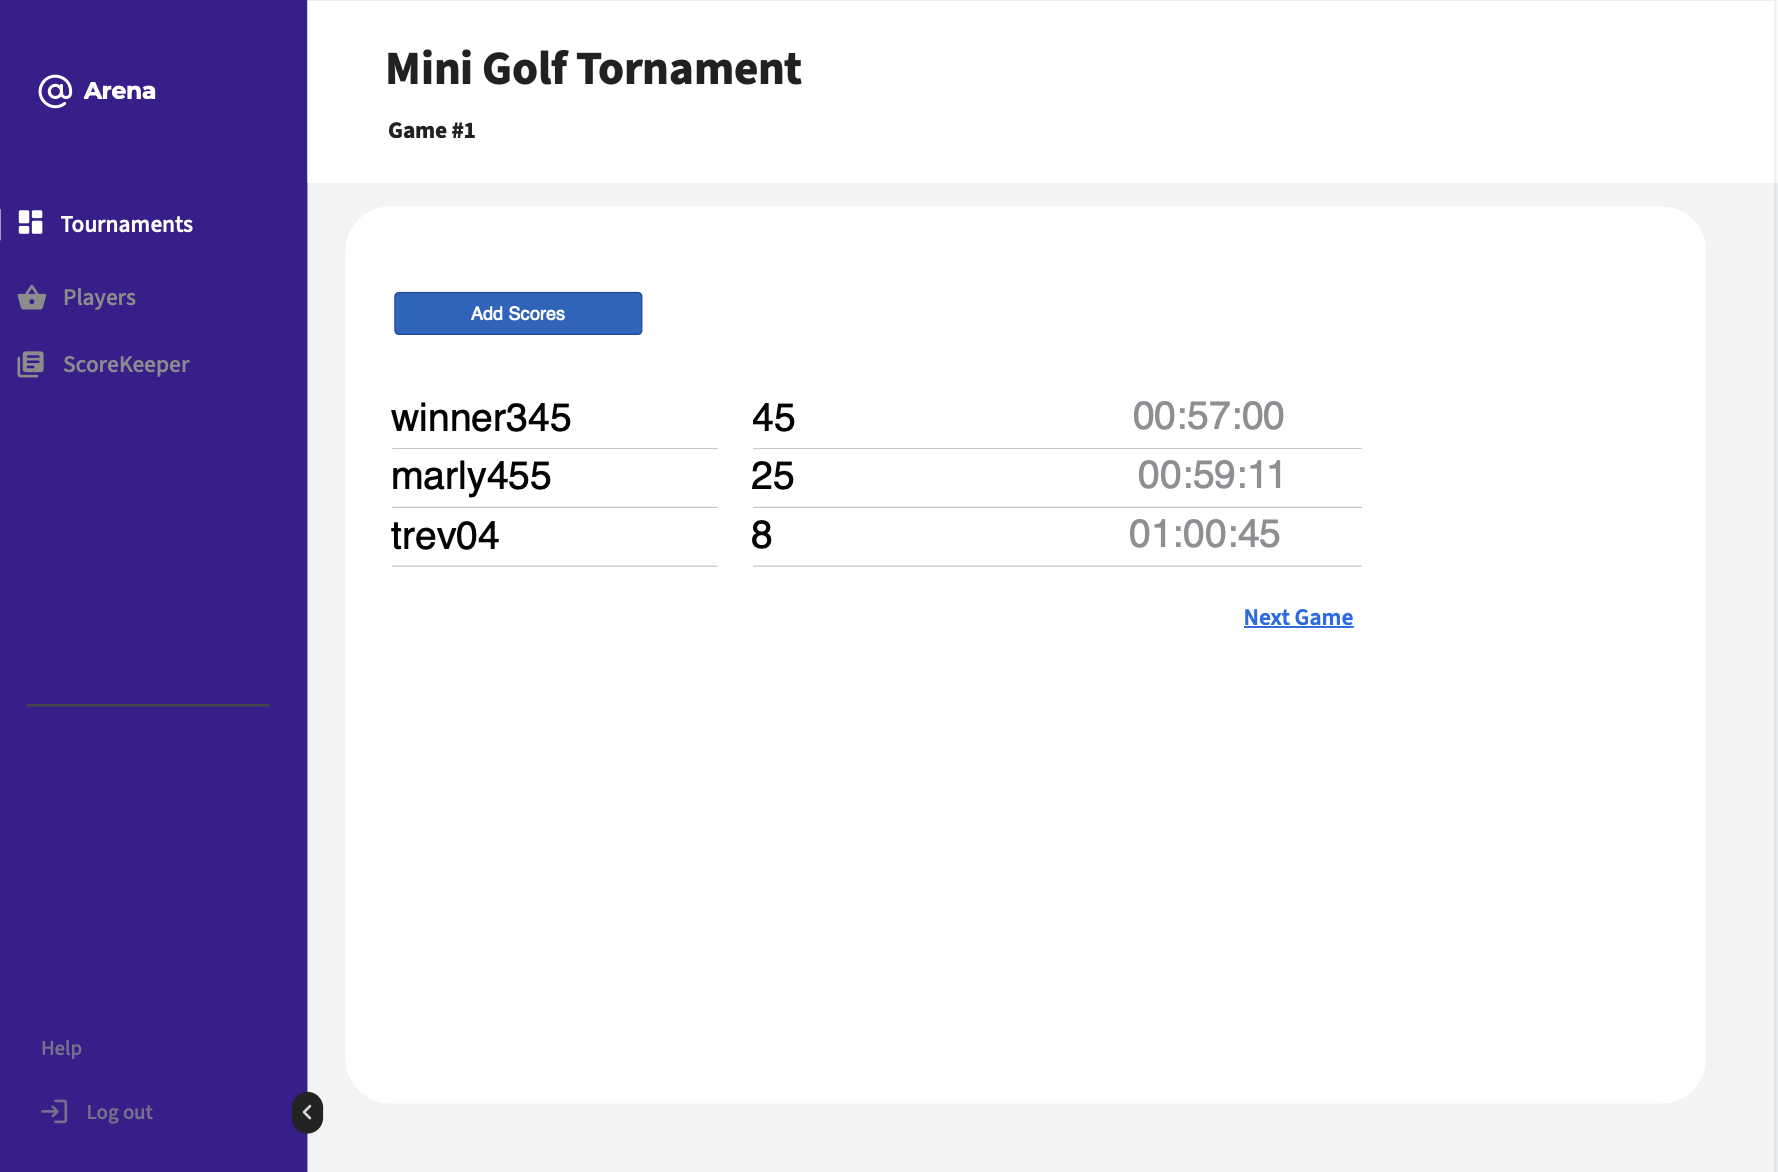 @ Arena
Tournaments
Players
ScoreKeeper
Help
Log out
Mini Golf Tornament
Game #1
Add Scores
winner345 45 00:57:00
marly455 25 00:59:11
trev04 8 01:00:45
Next Game